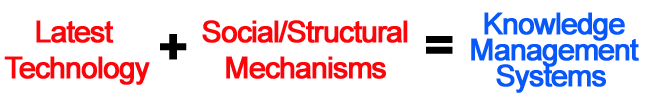 Latest
Technology
+
Social/Structural
Mechanisms
=
Knowledge
Management
Systems